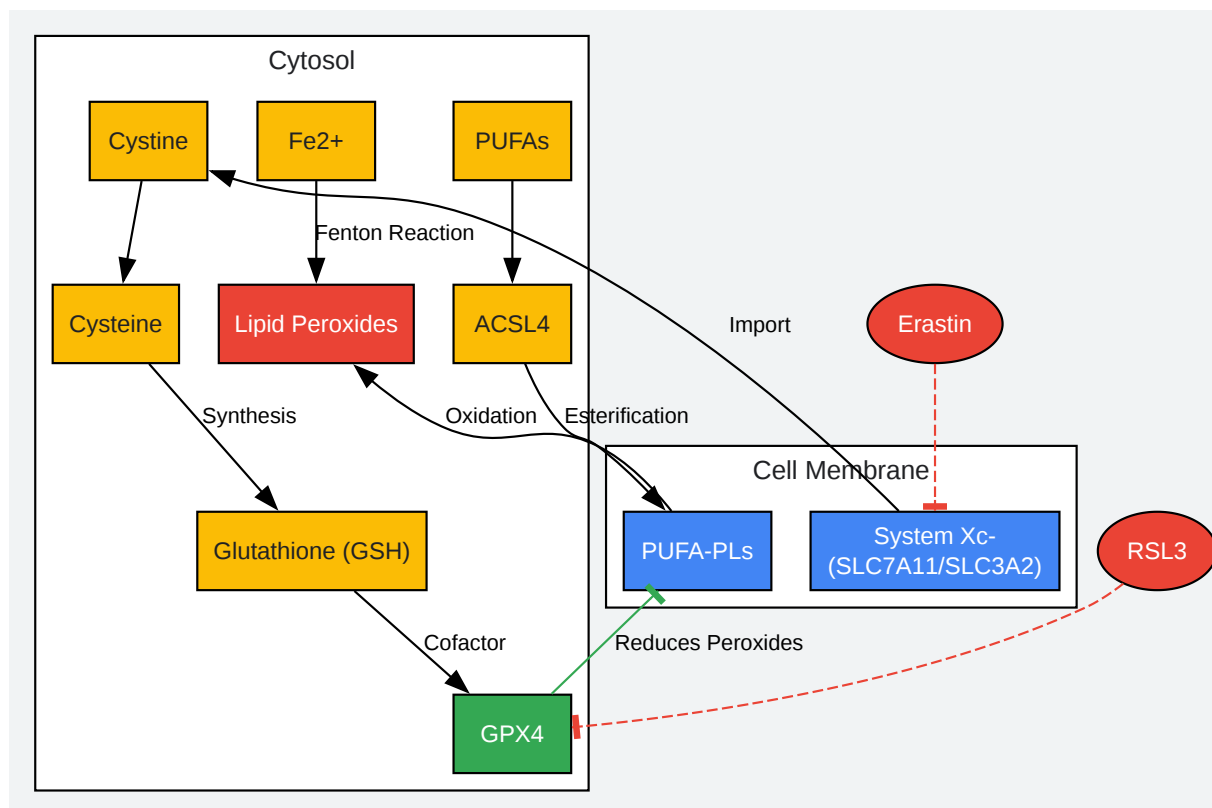 Cytosol
Cystine
Fe2+
PUFAs
Fenton Reaction
Cysteine
Lipid Peroxides
ACSL4
Import
Erastin
Synthesis
Oxidation
Esterification
Cell Membrane
Glutathione (GSH)
PUFA-PLs
System Xc-
(SLC7A11/SLC3A2)
RSL3
Cofactor
Reduces Peroxides
GPX4